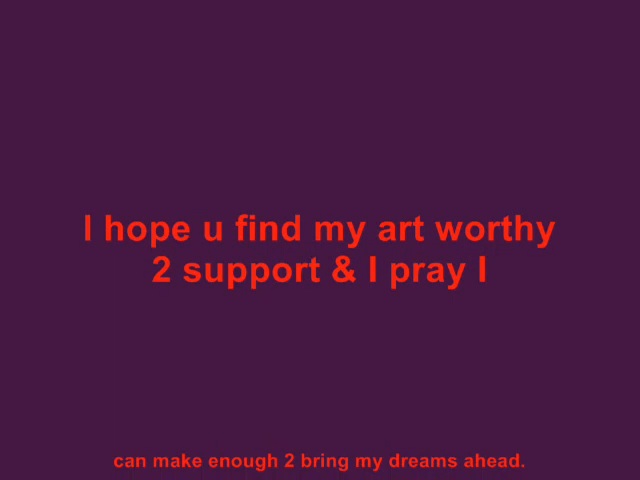 I hope u find my art worthy
2 support & I pray I
can make enough 2 bring my dreams ahead.